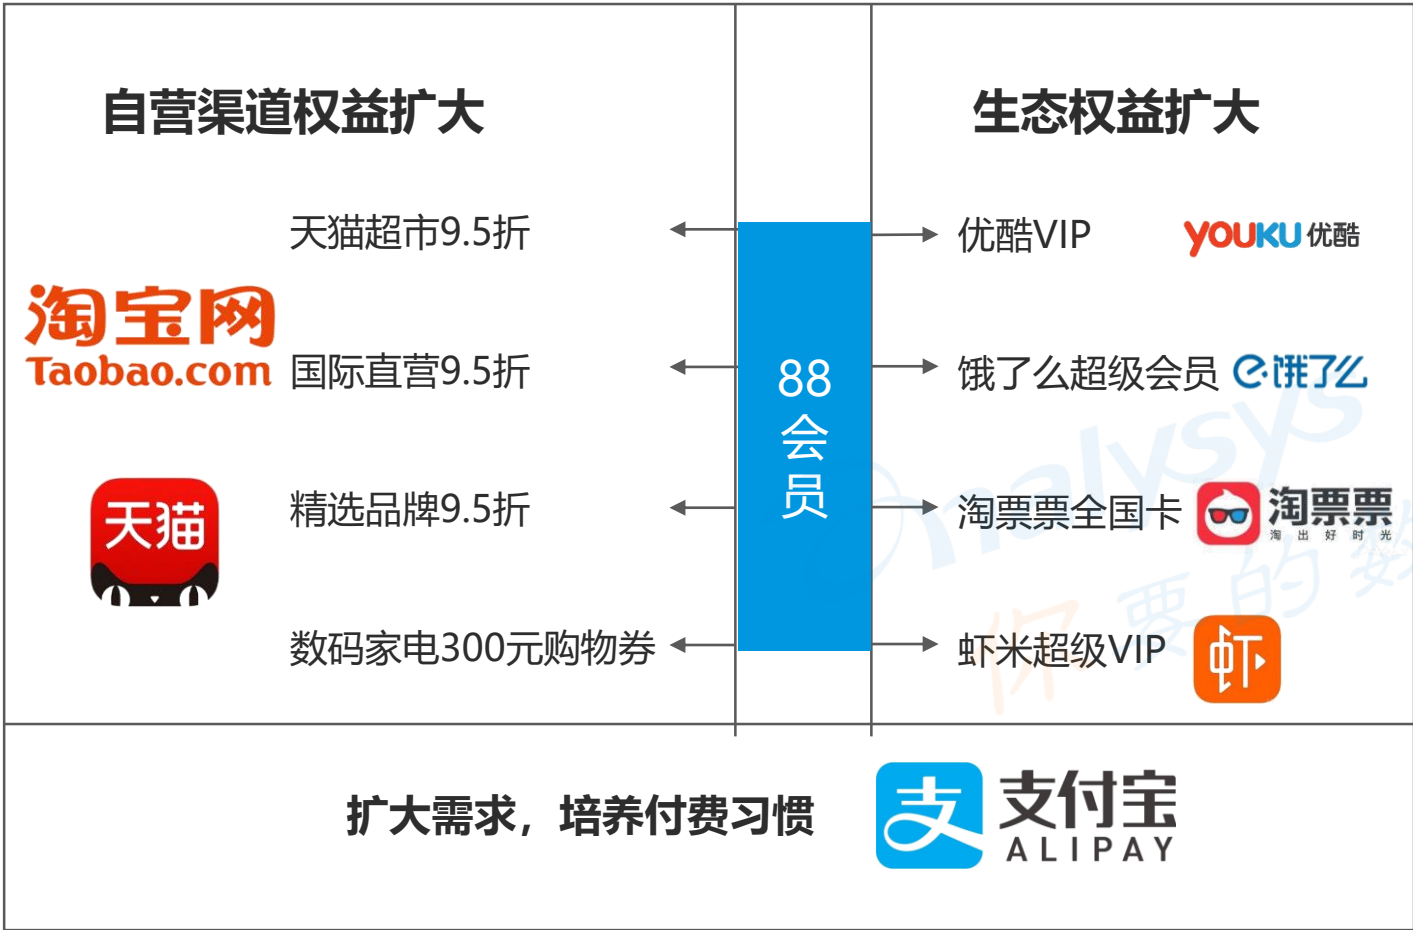 自营渠道权益扩大
生态权益扩大
天猫超市9.5折
优酷VIP
YOUKU 优酷
淘宝网
Taobao.com
国际直营9.5折
88
会
员
饿了么超级会员
饿了么
天猫
精选品牌9.5折
淘票票全国卡
淘票票
淘出好时光
数码家电300元购物券
虾米超级VIP
虾
analysys
你要的数
扩大需求，培养付费习惯
支
支付宝
ALIPAY